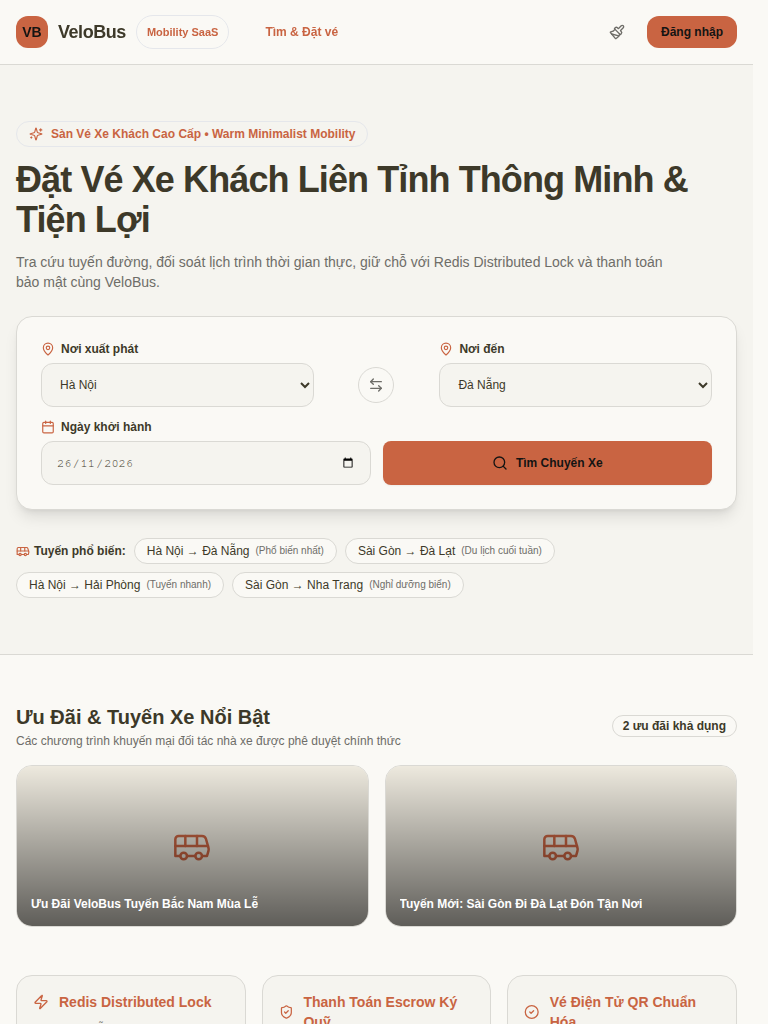 VB VeloBus Mobility SaaS Tìm & Đặt vé Đăng nhập
Sàn Vé Xe Khách Cao Cấp • Warm Minimalist Mobility
Đặt Vé Xe Khách Liên Tỉnh Thông Minh &
Tiện Lợi
Tra cứu tuyến đường, đối soát lịch trình thời gian thực, giữ chỗ với Redis Distributed Lock và thanh toán
bảo mật cùng VeloBus.
Nơi xuất phát Nơi đến
Hà Nội Đà Nẵng
Ngày khởi hành
26/11/2026 Tìm Chuyến Xe
Tuyến phổ biến: Hà Nội → Đà Nẵng (Phổ biến nhất) Sài Gòn → Đà Lạt (Du lịch cuối tuần)
Hà Nội → Hải Phòng (Tuyến nhanh) Sài Gòn → Nha Trang (Nghỉ dưỡng biển)
Ưu Đãi & Tuyến Xe Nổi Bật
2 ưu đãi khả dụng
Các chương trình khuyến mại đối tác nhà xe được phê duyệt chính thức
Ưu Đãi VeloBus Tuyến Bắc Nam Mùa Lễ Tuyến Mới: Sài Gòn Đi Đà Lạt Đón Tận Nơi
Redis Distributed Lock Thanh Toán Escrow Ký Vé Điện Tử QR Chuẩn
Quỹ Hóa